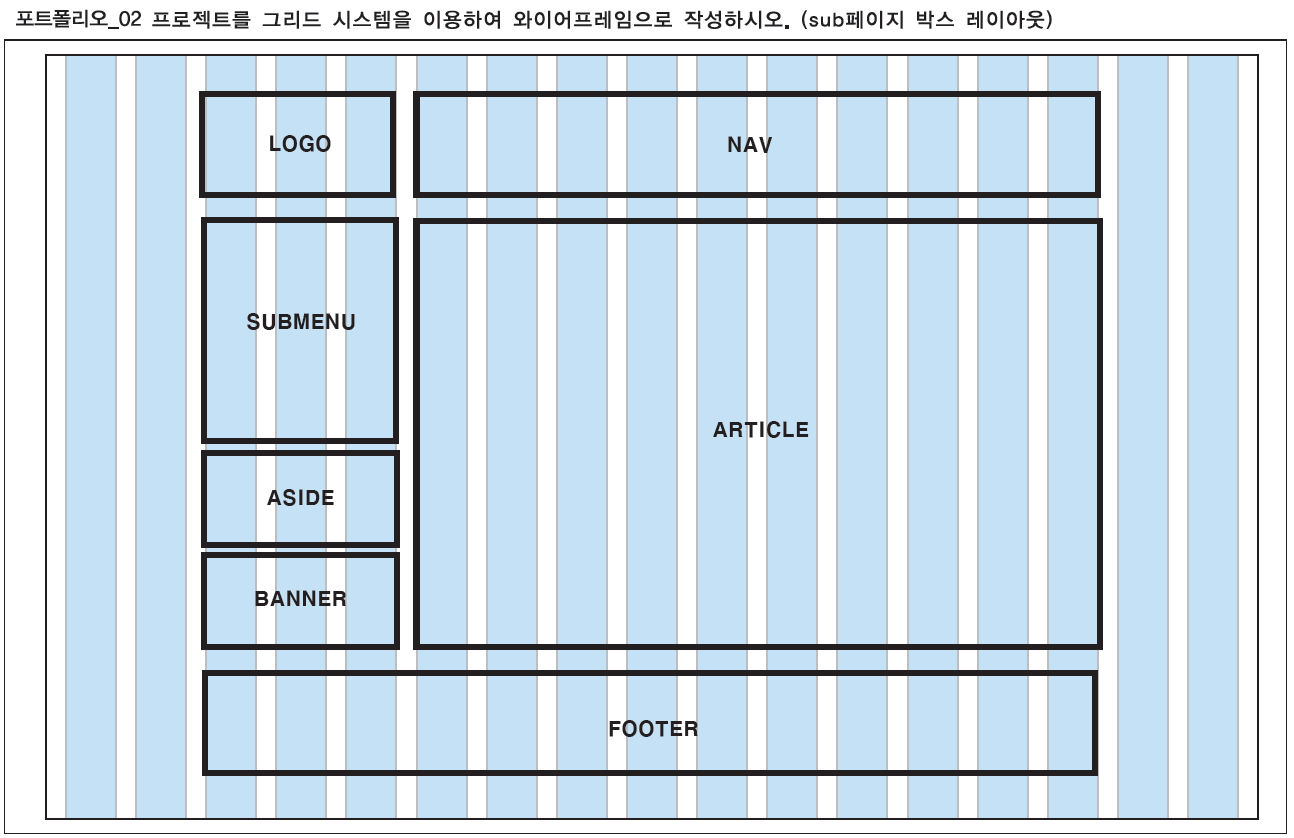 포트폴리오_02 프로젝트를 그리드 시스템을 이용하여 와이어프레임으로 작성하시오. (sub페이지 박스 레이아웃)
LOGO
NAV
SUBMENU
ARTICLE
ASIDE
BANNER
FOOTER